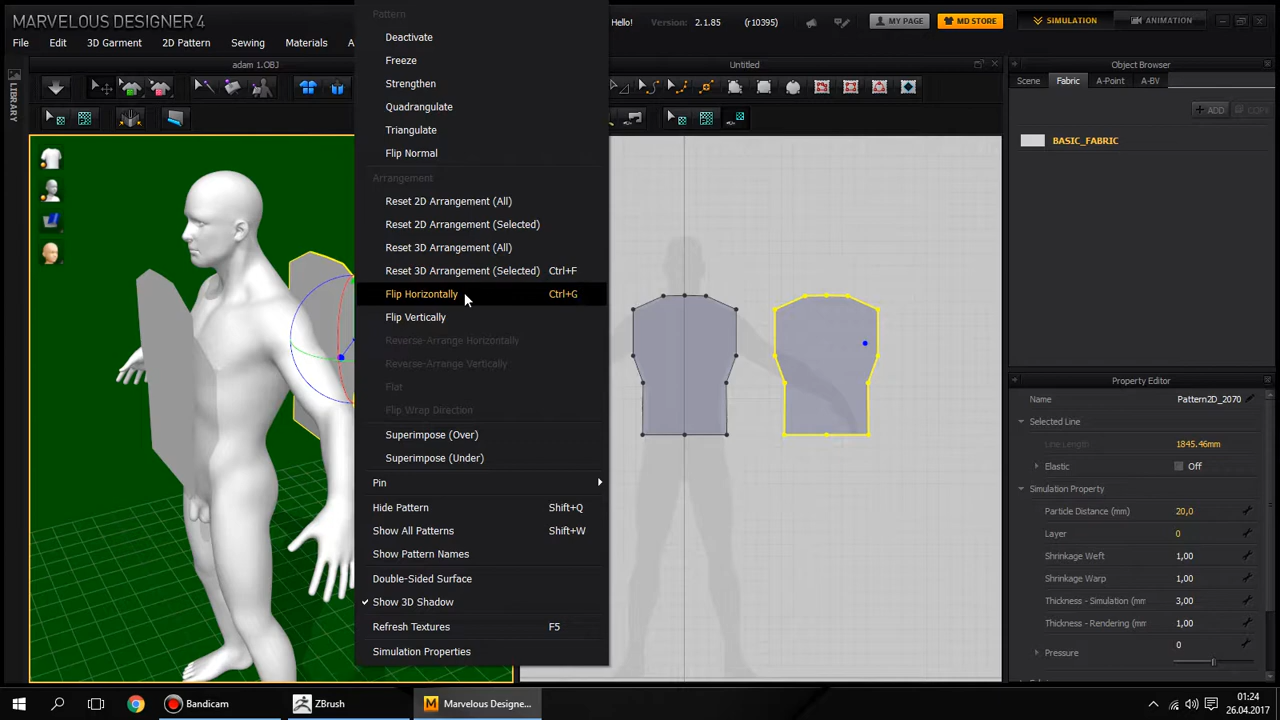 MARVELOUS DESIGNER 4
Hello!
Version: 2.1.85 (r10395)
MY PAGE
MD STORE
SIMULATION
ANIMATION
File Edit 3D Garment 2D Pattern Sewing Materials A
adam 1.OBJ
Untitled
Object Browser
LIBRARY
Scene Fabric A-Point A-BV
+ ADD COPY
BASIC_FABRIC
Pattern
Deactivate
Freeze
Strengthen
Quadrangulate
Triangulate
Flip Normal
Arrangement
Reset 2D Arrangement (All)
Reset 2D Arrangement (Selected)
Reset 3D Arrangement (All)
Reset 3D Arrangement (Selected) Ctrl+F
Flip Horizontally Ctrl+G
Flip Vertically
Reverse-Arrange Horizontally
Reverse-Arrange Vertically
Flat
Flip Wrap Direction
Superimpose (Over)
Superimpose (Under)
Pin
Hide Pattern Shift+Q
Show All Patterns Shift+W
Show Pattern Names
Double-Sided Surface
Show 3D Shadow
Refresh Textures F5
Simulation Properties
Property Editor
Name Pattern2D_2070
Selected Line
Line Length 1845.46mm
Elastic Off
Simulation Property
Particle Distance (mm) 20,0
Layer 0
Shrinkage Weft 1,00
Shrinkage Warp 1,00
Thickness - Simulation (mm 3,00
Thickness - Rendering (mm 1,00
Pressure 0
Bandicam
ZBrush
Marvelous Designe...
01:24
26.04.2017